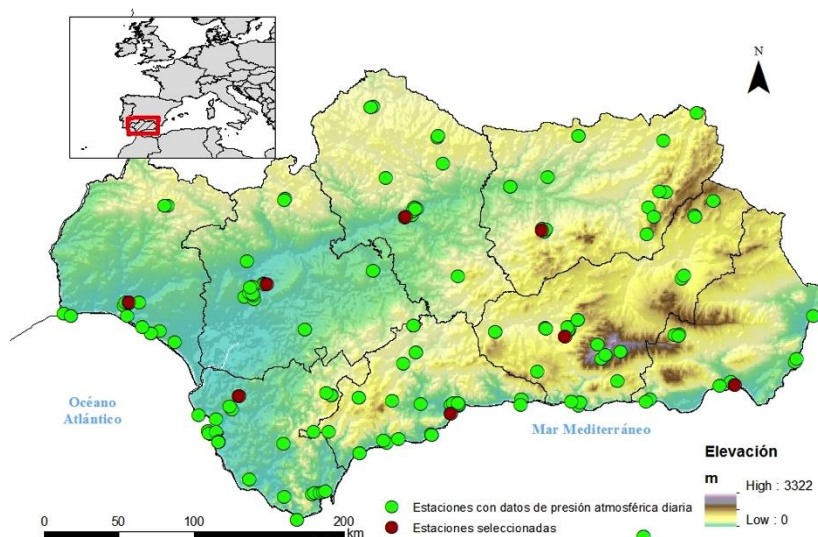 N
Océano
Atlántico
Mar Mediterráneo
Elevación
m
High : 3322
Low : 0
Estaciones con datos de presión atmosférica diaria
Estaciones seleccionadas
0 50 100 200
km